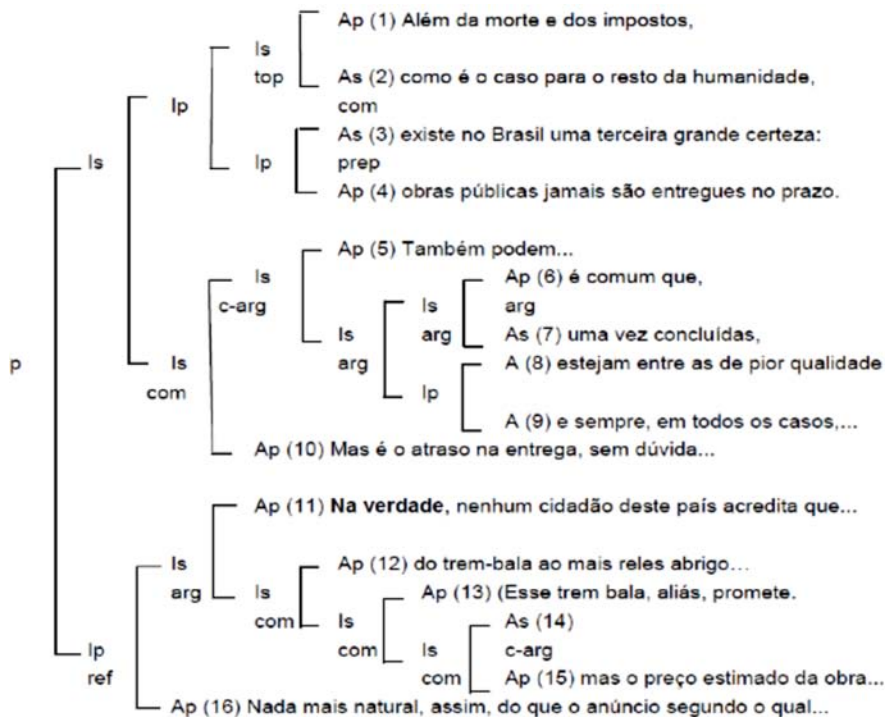 Ap (1) Além da morte e dos impostos,
Is
top
As (2) como é o caso para o resto da humanidade,
com
Ip
As (3) existe no Brasil uma terceira grande certeza:
prep
Ip
Ap (4) obras públicas jamais são entregues no prazo.
Is
Ap (5) Também podem...
Is
c-arg
Ap (6) é comum que,
arg
Is
arg
As (7) uma vez concluídas,
Is
arg
A (8) estejam entre as de pior qualidade
Ip
A (9) e sempre, em todos os casos,...
p
Is
com
Ap (10) Mas é o atraso na entrega, sem dúvida...
Ap (11) Na verdade, nenhum cidadão deste país acredita que...
Is
arg
Ap (12) do trem-bala ao mais reles abrigo...
Is
com
Ap (13) (Esse trem bala, aliás, promete.
Is
com
As (14)
c-arg
Is
com
Ap (15) mas o preço estimado da obra...
Ip
ref
Ap (16) Nada mais natural, assim, do que o anúncio segundo o qual...